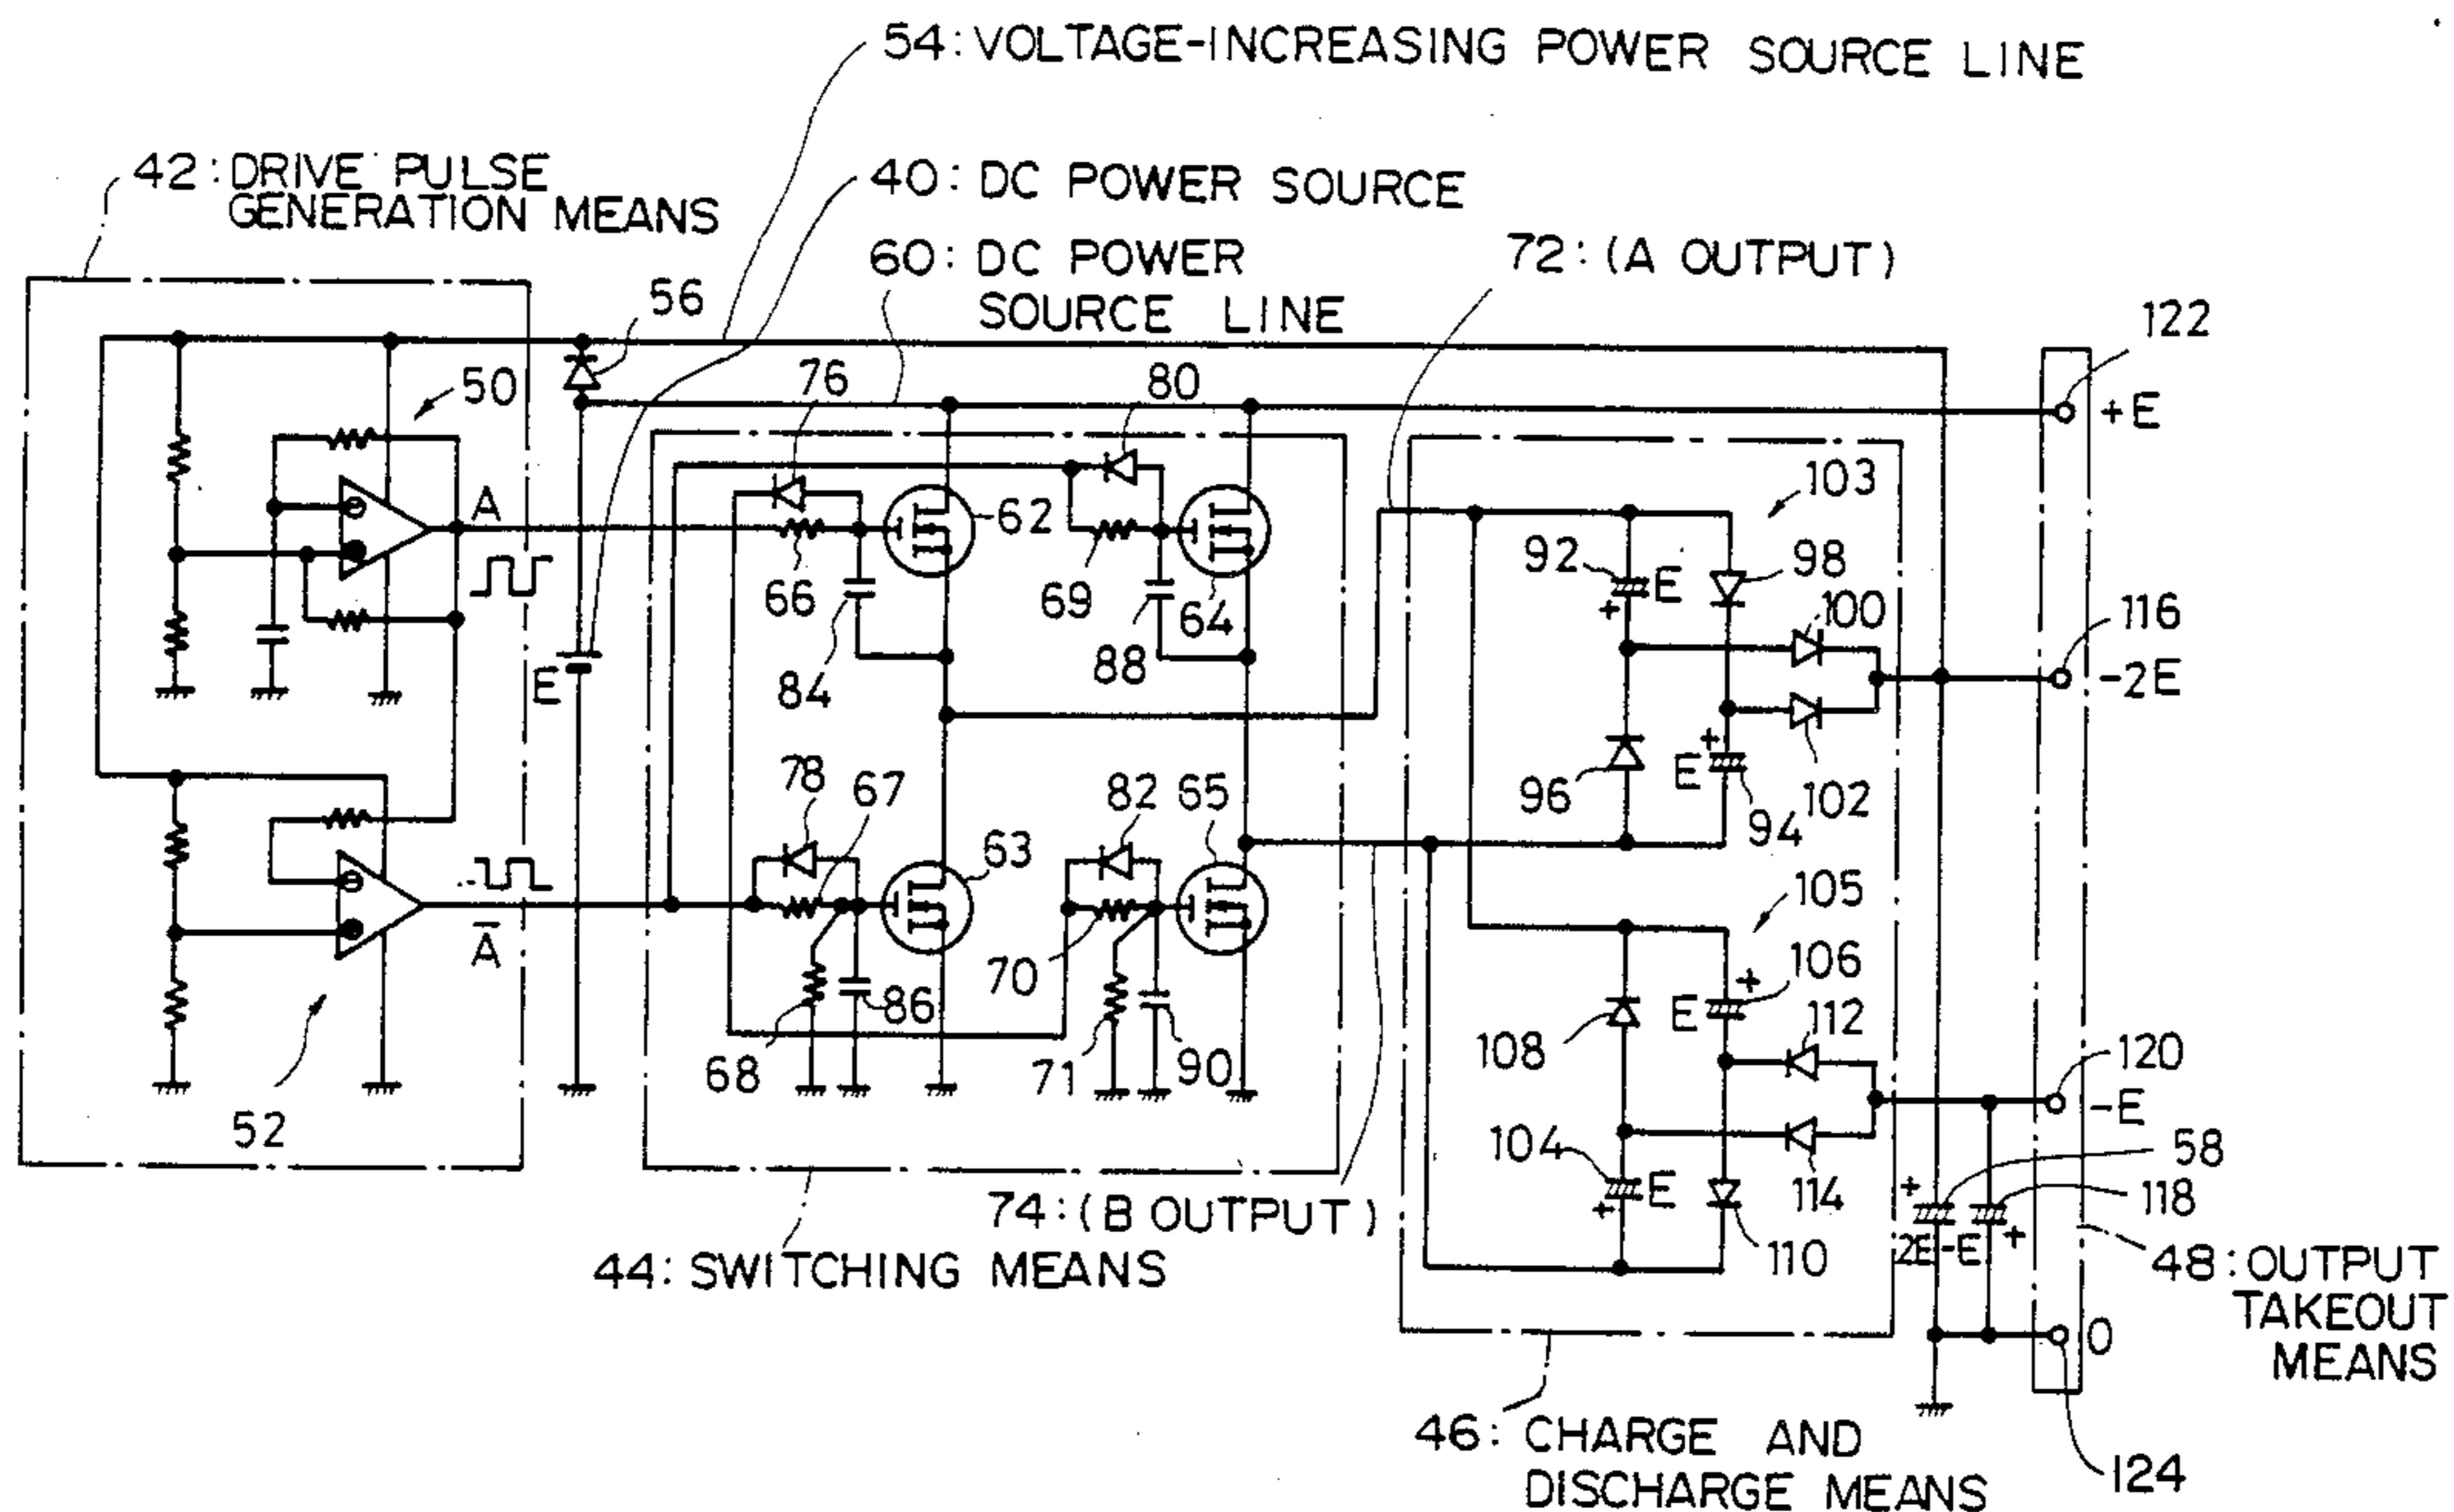 54: VOLTAGE-INCREASING POWER SOURCE LINE
42: DRIVE PULSE
GENERATION MEANS
40: DC POWER SOURCE
60: DC POWER
SOURCE LINE
72: (A OUTPUT)
56
122
76
80
50
+E
A
103
62
92
E
98
+
100
66
69
64
116
84
88
E
-2E
+
78
67
82
65
96
E
94
102
63
105
A̅
70
106
+
E
112
86
108
68
71
90
120
-E
52
104
E
58
114
+
118
+
74: (B OUTPUT)
110
+
44: SWITCHING MEANS
2E-E
48: OUTPUT
TAKEOUT
MEANS
0
46: CHARGE AND
DISCHARGE MEANS
124